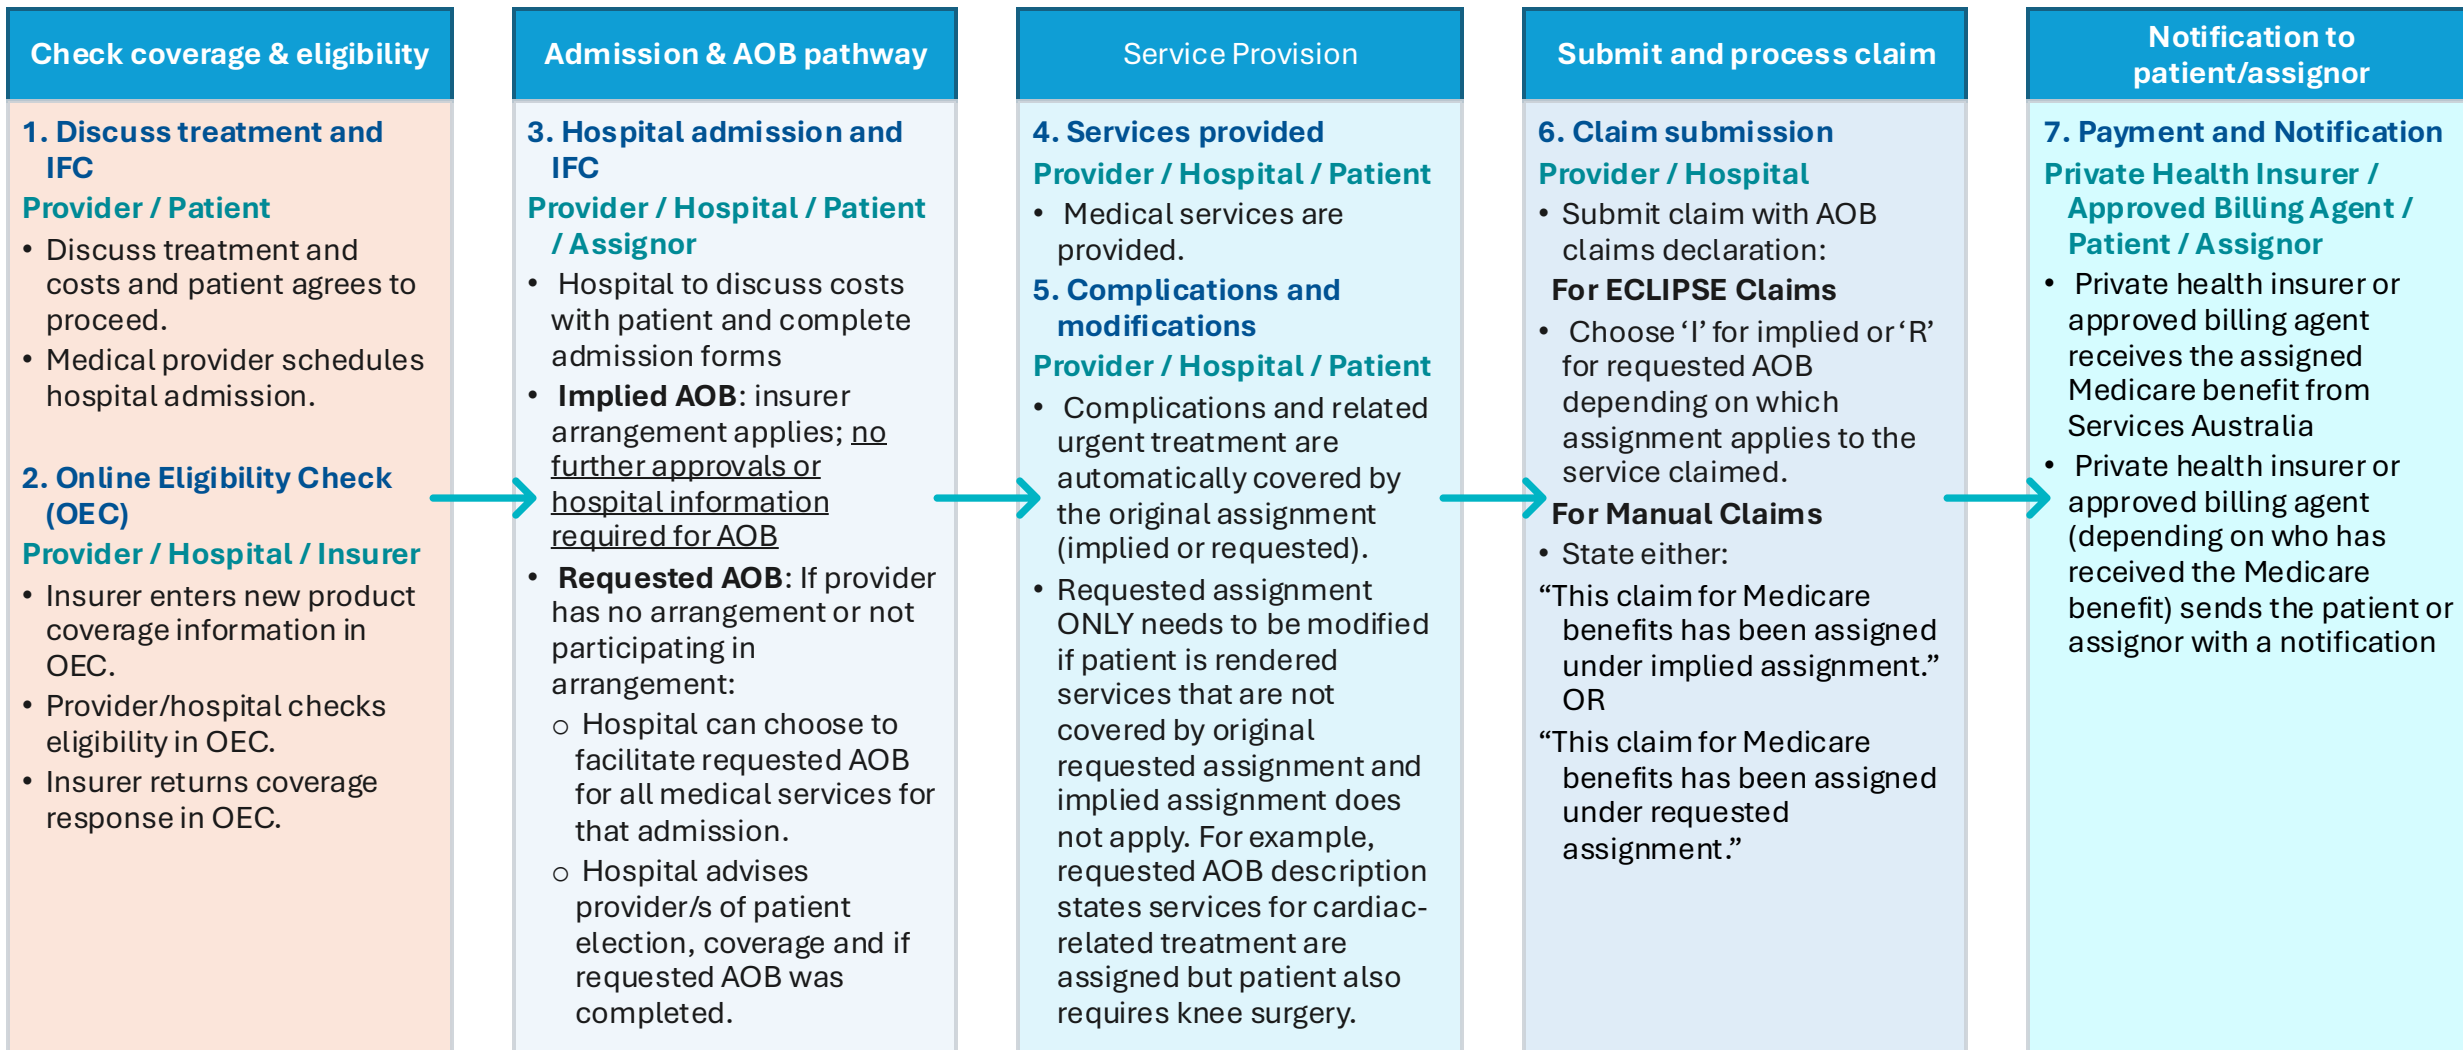 Check coverage & eligibility
1. Discuss treatment and
IFC
Provider / Patient
• Discuss treatment and
costs and patient agrees to
proceed.
• Medical provider schedules
hospital admission.
2. Online Eligibility Check
(OEC)
Provider / Hospital / Insurer
• Insurer enters new product
coverage information in
OEC.
• Provider/hospital checks
eligibility in OEC.
• Insurer returns coverage
response in OEC.
Admission & AOB pathway
3. Hospital admission and
IFC
Provider / Hospital / Patient
/ Assignor
• Hospital to discuss costs
with patient and complete
admission forms
• Implied AOB: insurer
arrangement applies; no
further approvals or
hospital information
required for AOB
• Requested AOB: If provider
has no arrangement or not
participating in
arrangement:
o Hospital can choose to
facilitate requested AOB
for all medical services for
that admission.
o Hospital advises
provider/s of patient
election, coverage and if
requested AOB was
completed.
Service Provision
4. Services provided
Provider / Hospital / Patient
• Medical services are
provided.
5. Complications and
modifications
Provider / Hospital / Patient
• Complications and related
urgent treatment are
automatically covered by
the original assignment
(implied or requested).
• Requested assignment
ONLY needs to be modified
if patient is rendered
services that are not
covered by original
requested assignment and
implied assignment does
not apply. For example,
requested AOB description
states services for cardiac-
related treatment are
assigned but patient also
requires knee surgery.
Submit and process claim
6. Claim submission
Provider / Hospital
• Submit claim with AOB
claims declaration:
For ECLIPSE Claims
• Choose ‘I’ for implied or ‘R’
for requested AOB
depending on which
assignment applies to the
service claimed.
For Manual Claims
• State either:
“This claim for Medicare
benefits has been assigned
under implied assignment.”
OR
“This claim for Medicare
benefits has been assigned
under requested
assignment.”
Notification to
patient/assignor
7. Payment and Notification
Private Health Insurer /
Approved Billing Agent /
Patient / Assignor
• Private health insurer or
approved billing agent
receives the assigned
Medicare benefit from
Services Australia
• Private health insurer or
approved billing agent
(depending on who has
received the Medicare
benefit) sends the patient or
assignor with a notification